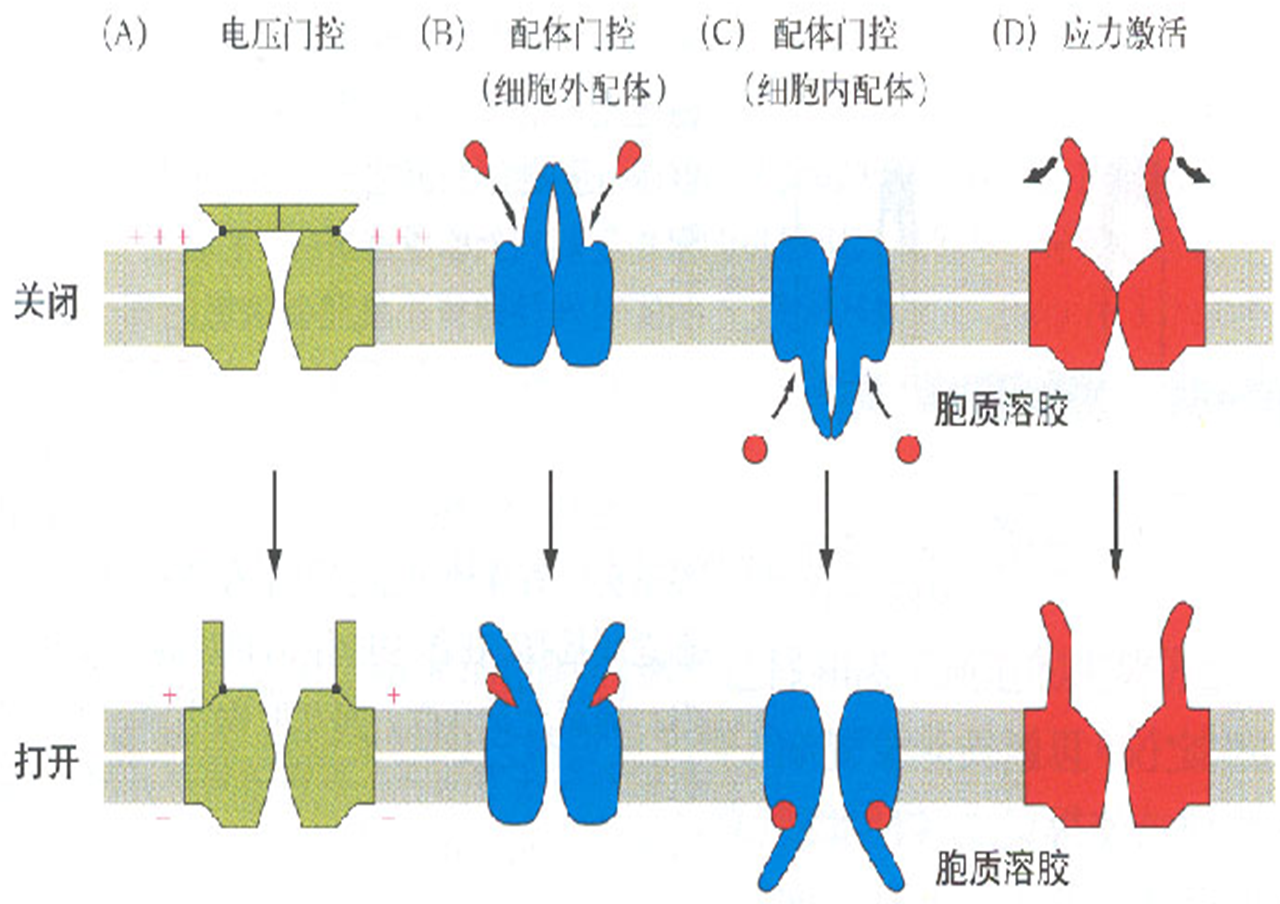 (A) 电压门控 (B) 配体门控 (C) 配体门控 (D) 应力激活
(细胞外配体) (细胞内配体)
+ + + + + +
关闭
胞质溶胶
+ +
打开
- -
胞质溶胶